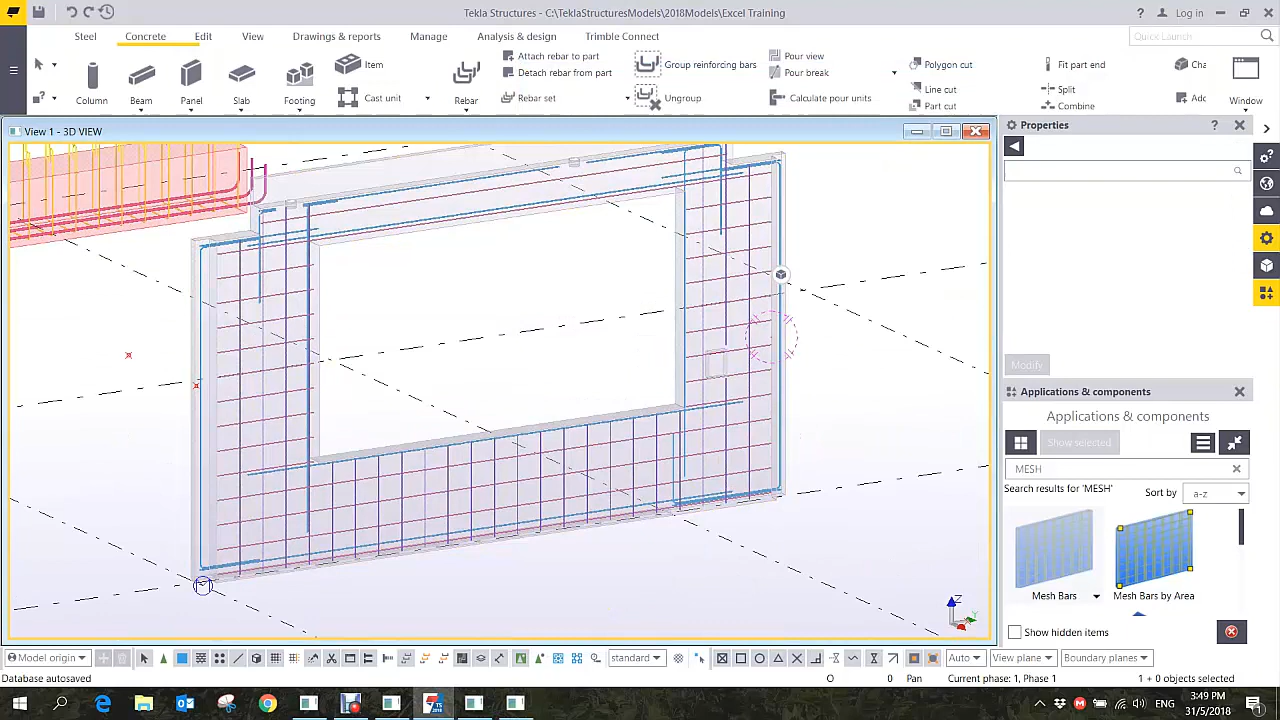 Tekla Structures - C:\TeklaStructuresModels\2018Models\Excel Training
Log in
Steel
Concrete
Edit
View
Drawings & reports
Manage
Analysis & design
Trimble Connect
Quick Launch
Column
Beam
Panel
Slab
Footing
Item
Cast unit
Rebar
Attach rebar to part
Detach rebar from part
Rebar set
Group reinforcing bars
Ungroup
Pour view
Pour break
Calculate pour units
Polygon cut
Line cut
Part cut
Fit part end
Split
Combine
Cha
Adc
Window
View 1 - 3D VIEW
Properties
Modify
Applications & components
Applications & components
Show selected
MESH
Search results for 'MESH'
Sort by
a-z
Mesh Bars
Mesh Bars by Area
Show hidden items
Z
Model origin
standard
Auto
View plane
Boundary planes
Database autosaved
O
0
Pan
Current phase: 1, Phase 1
1 + 0 objects selected
ENG
3:49 PM
31/5/2018